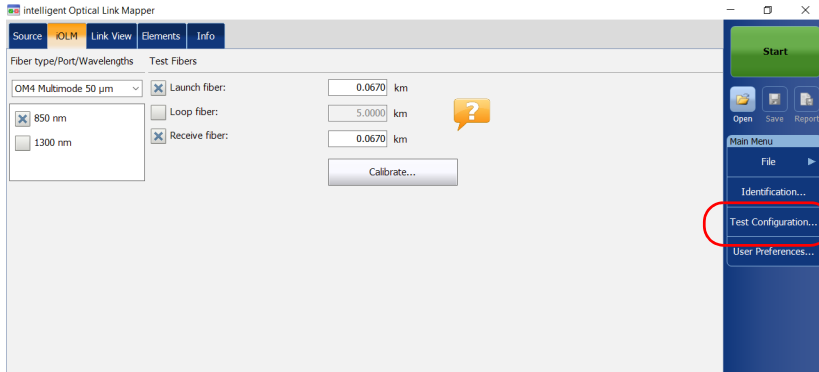 intelligent Optical Link Mapper
Source iOLM Link View Elements Info
Fiber type/Port/Wavelengths Test Fibers
OM4 Multimode 50 µm
850 nm
1300 nm
Launch fiber: 0.0670 km
Loop fiber: 5.0000 km
Receive fiber: 0.0670 km
?
Calibrate...
Start
Open Save Report
Main Menu
File
Identification...
Test Configuration...
User Preferences...